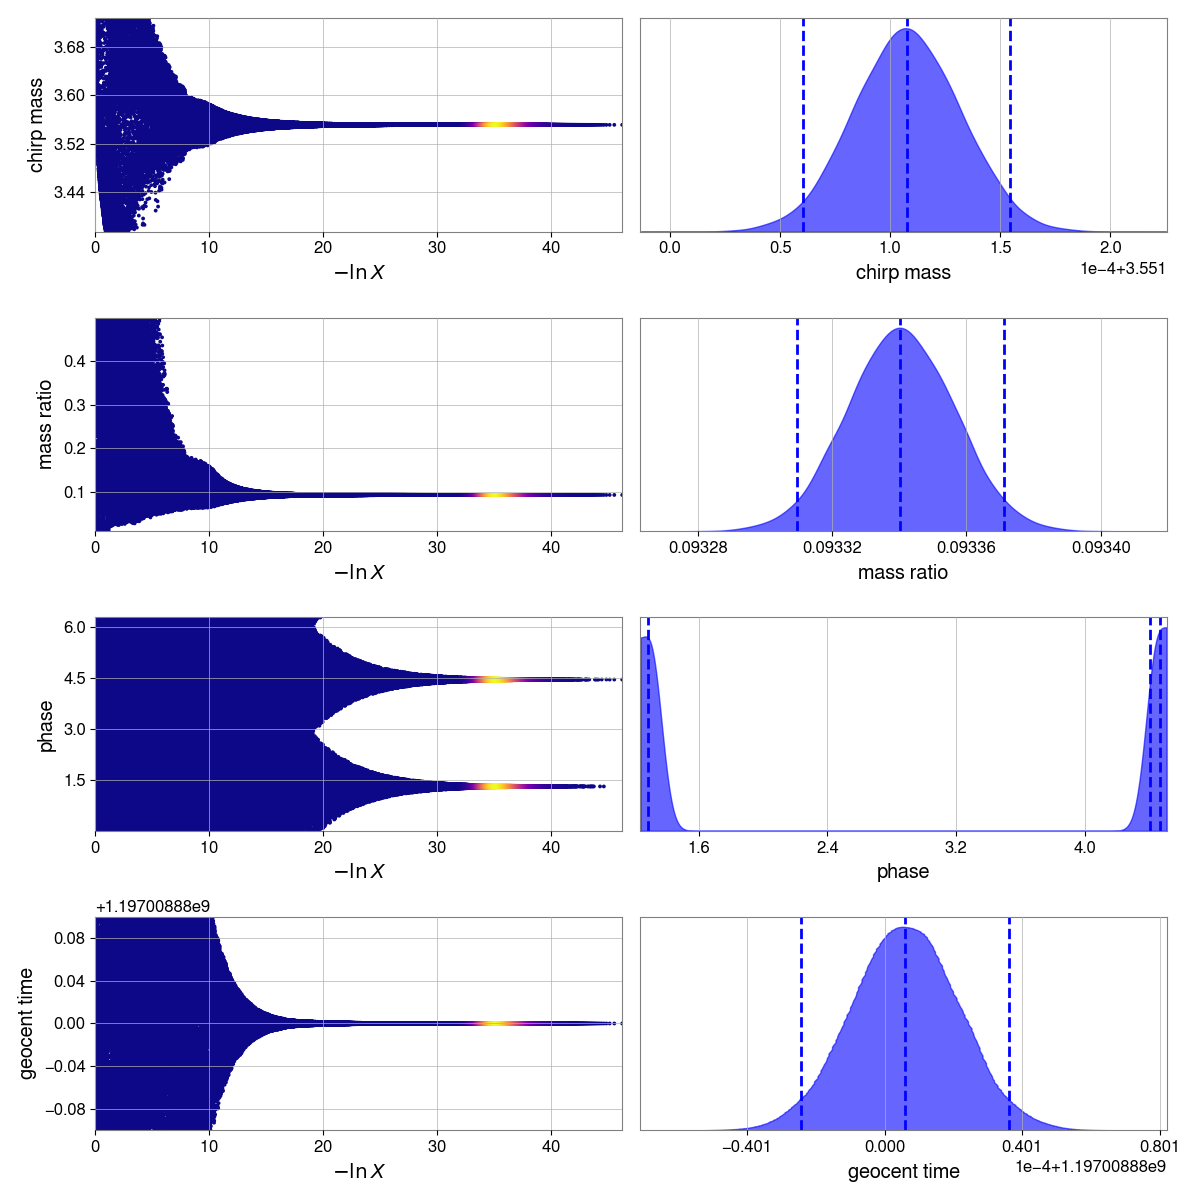 3.68
3.60
3.52
3.44
chirp mass
0 10 20 30 40
−ln X
0.0 0.5 1.0 1.5 2.0
1e−4+3.551
chirp mass
0.4
0.3
0.2
0.1
mass ratio
0 10 20 30 40
−ln X
0.09328 0.09332 0.09336 0.09340
mass ratio
6.0
4.5
3.0
1.5
phase
0 10 20 30 40
−ln X
1.6 2.4 3.2 4.0
phase
+1.19700888e9
0.08
0.04
0.00
−0.04
−0.08
geocent time
0 10 20 30 40
−ln X
−0.401 0.000 0.401 0.801
1e−4+1.19700888e9
geocent time